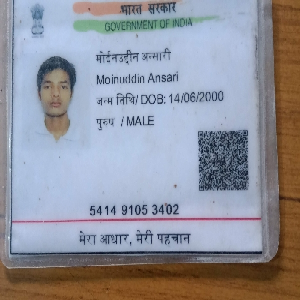 भारत सरकार
GOVERNMENT OF INDIA
मोईनउद्दीन अन्सारी
Moinuddin Ansari
जन्म तिथि/ DOB: 14/06/2000
पुरुष / MALE
5414 9105 3402
मेरा आधार, मेरी पहचान